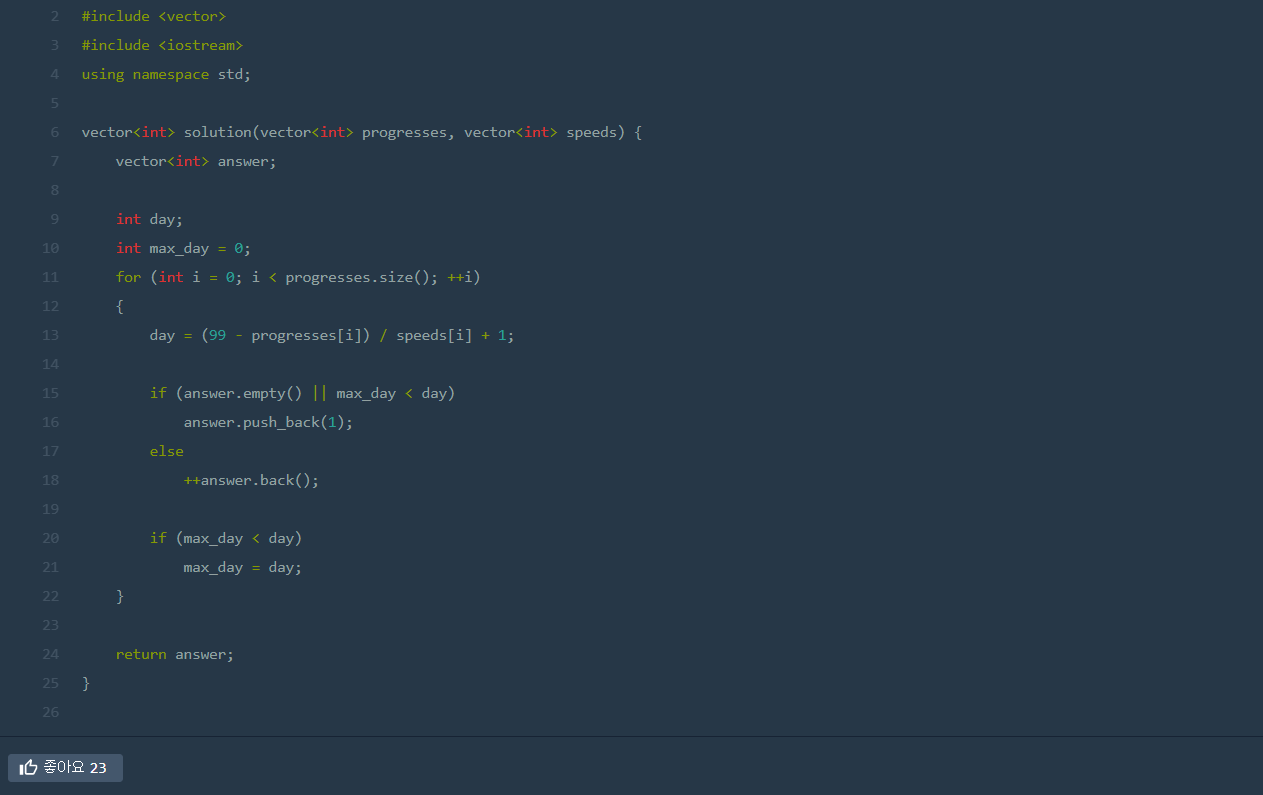 2 #include <vector>
3 #include <iostream>
4 using namespace std;
5
6 vector<int> solution(vector<int> progresses, vector<int> speeds) {
7     vector<int> answer;
8
9     int day;
10     int max_day = 0;
11     for (int i = 0; i < progresses.size(); ++i)
12     {
13         day = (99 - progresses[i]) / speeds[i] + 1;
14
15         if (answer.empty() || max_day < day)
16             answer.push_back(1);
17         else
18             ++answer.back();
19
20         if (max_day < day)
21             max_day = day;
22     }
23
24     return answer;
25 }
26
좋아요 23